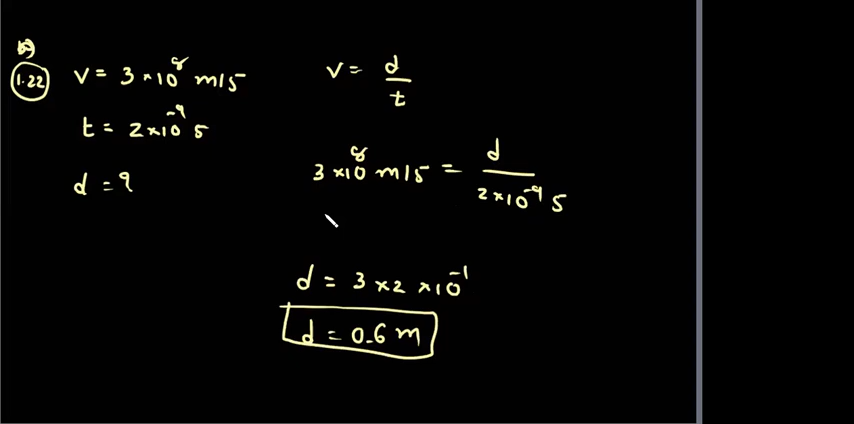 b)
1.22
v = 3 × 10⁸ m/s
t = 2 × 10⁻⁹ s
d = ?
v = d / t
3 × 10⁸ m/s = d / 2 × 10⁻⁹ s
d = 3 × 2 × 10⁻¹
d = 0.6 m